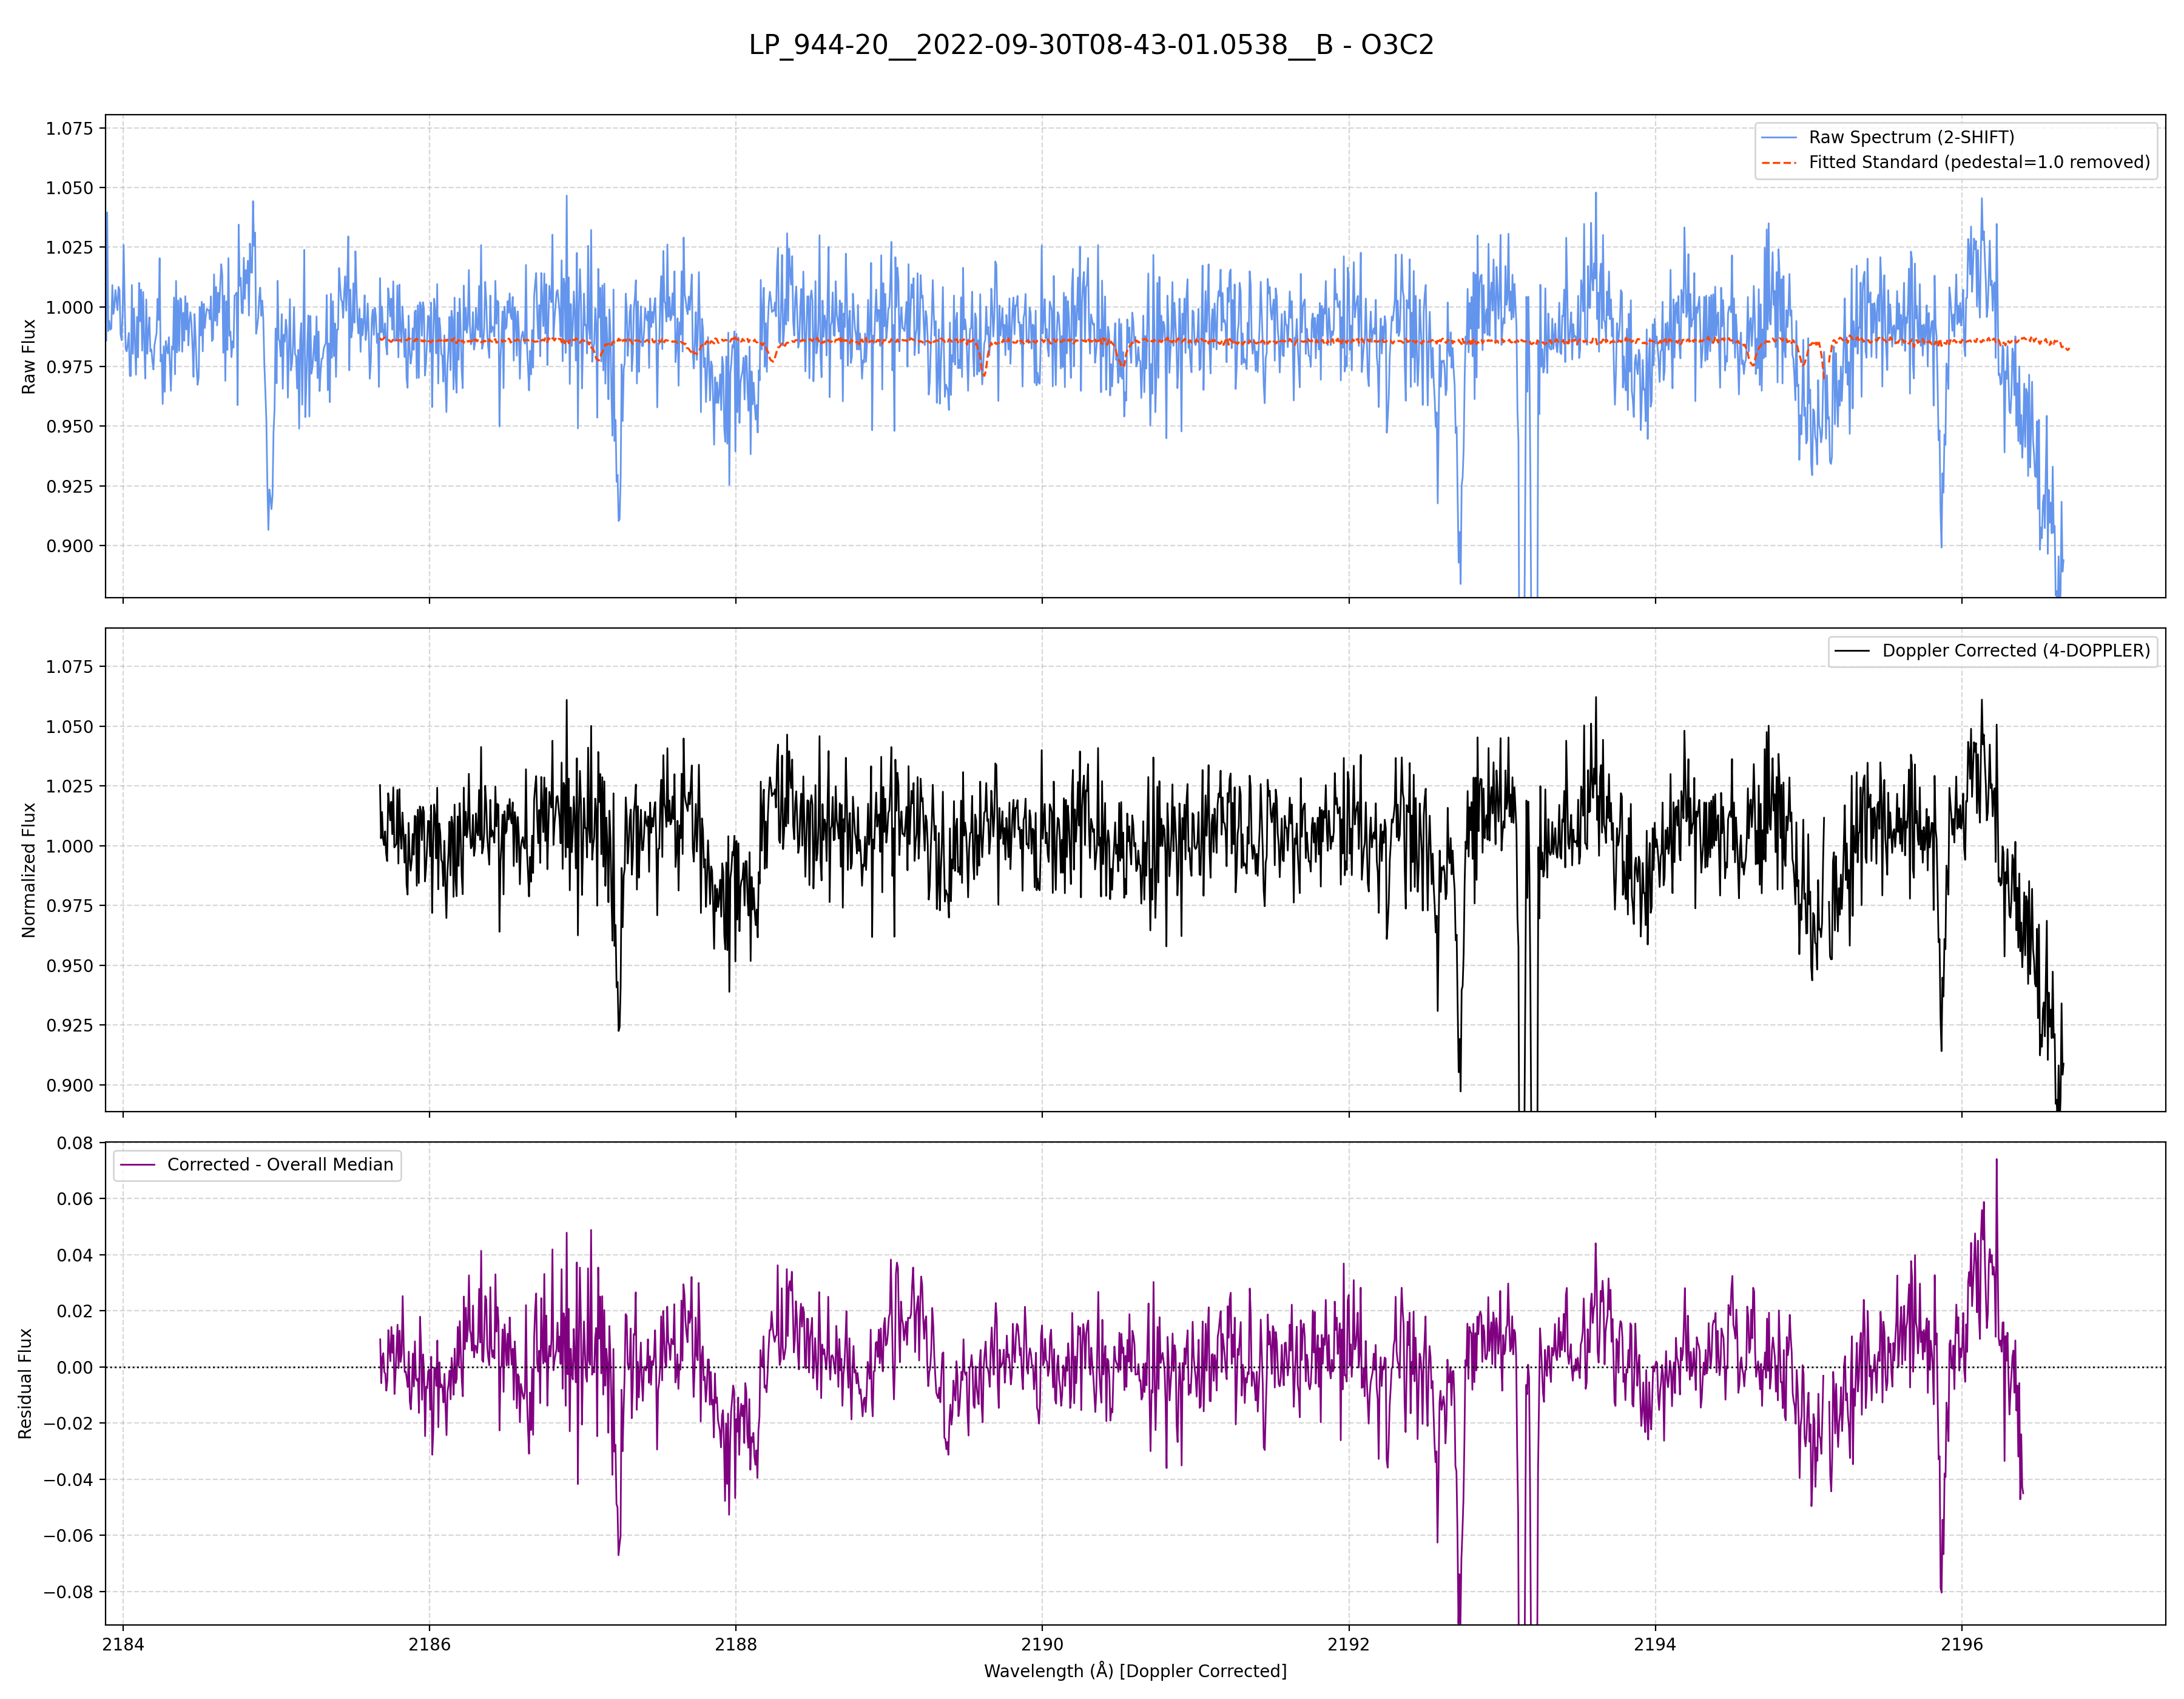 LP_944-20__2022-09-30T08-43-01.0538__B - O3C2
1.075
1.050
1.025
1.000
0.975
0.950
0.925
0.900
Raw Flux
Raw Spectrum (2-SHIFT)
Fitted Standard (pedestal=1.0 removed)
1.075
1.050
1.025
1.000
0.975
0.950
0.925
0.900
Normalized Flux
Doppler Corrected (4-DOPPLER)
0.08
0.06
0.04
0.02
0.00
−0.02
−0.04
−0.06
−0.08
Residual Flux
Corrected - Overall Median
2184 2186 2188 2190 2192 2194 2196
Wavelength (Å) [Doppler Corrected]